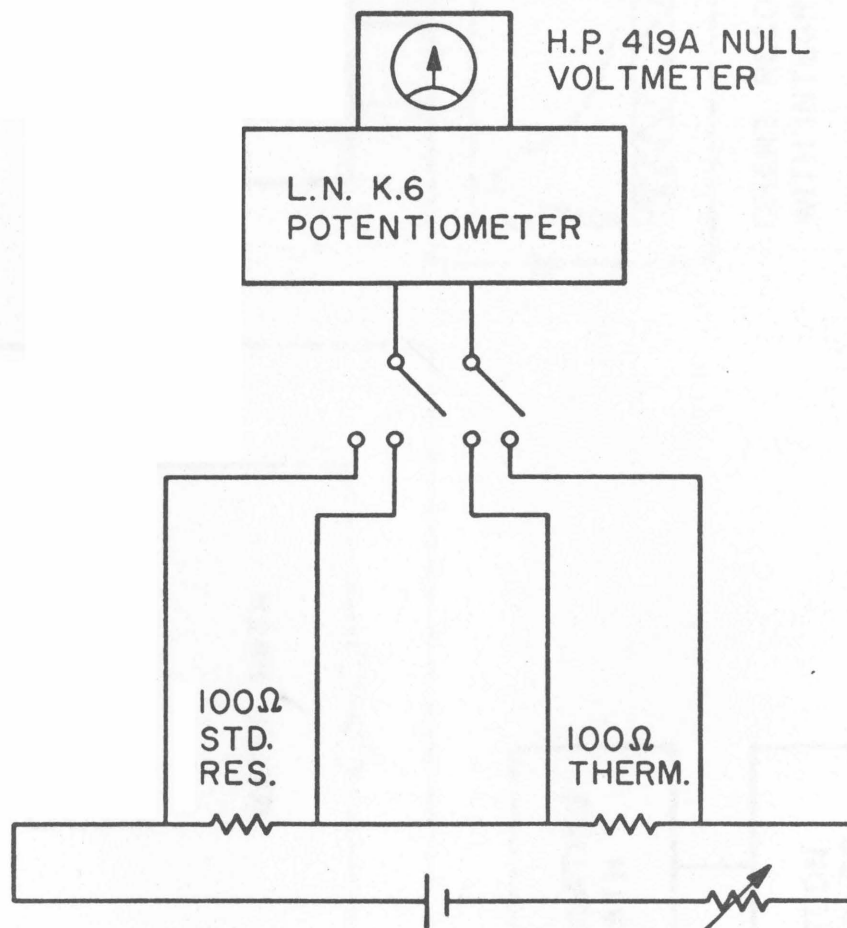 H.P. 419A NULL
VOLTMETER
L.N. K.6
POTENTIOMETER
100Ω
STD.
RES.
100Ω
THERM.